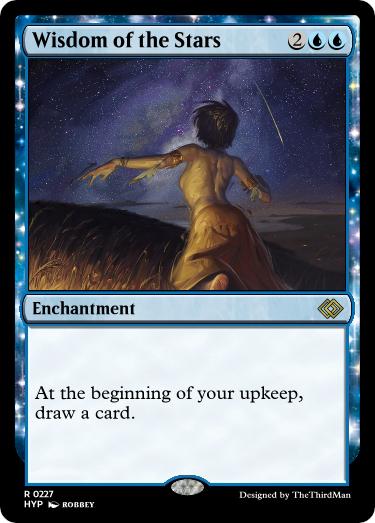 Wisdom of the Stars 2
Enchantment
At the beginning of your upkeep,
draw a card.
R 0227
HYP ROBBEY
Designed by TheThirdMan